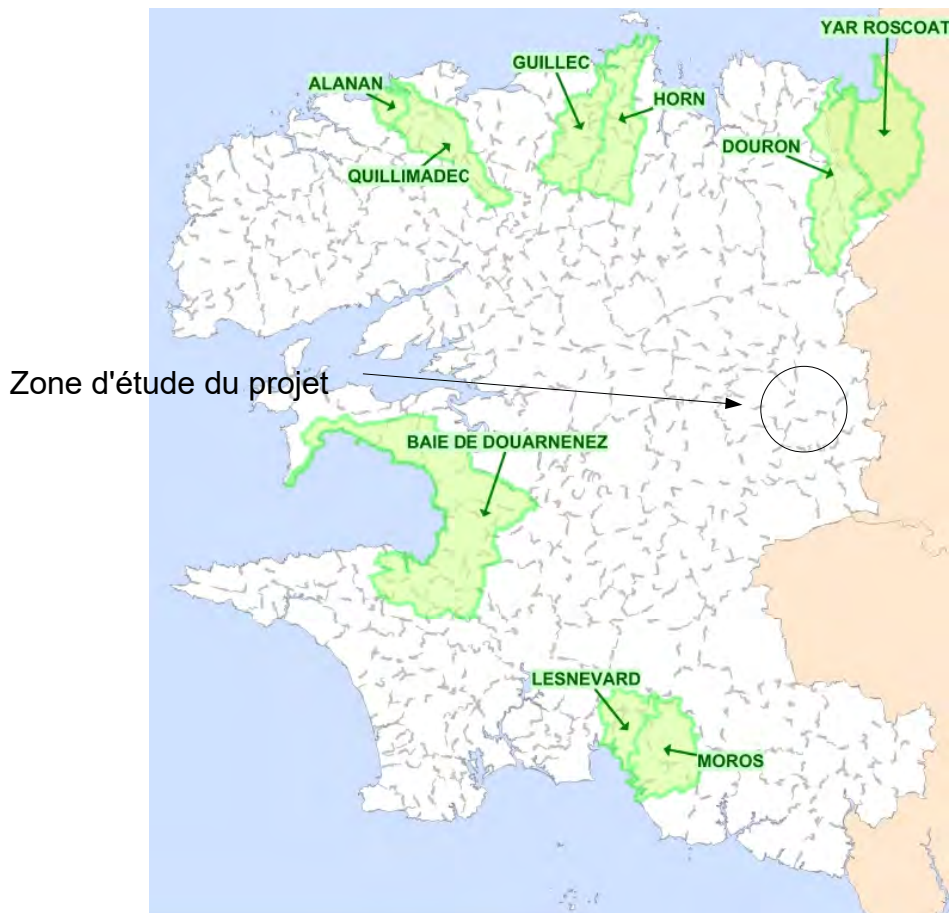 YAR ROSCOAT
GUILLEC
ALANAN
HORN
DOURON
QUILLIMADEC
Zone d'étude du projet
BAIE DE DOUARNENEZ
LESNEVARD
MOROS